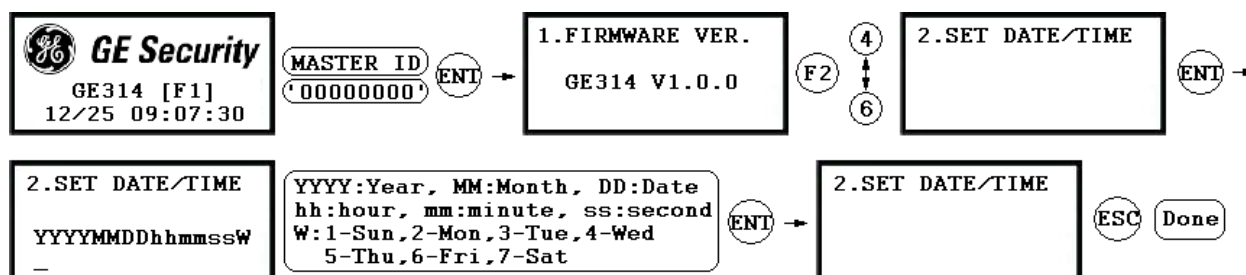 GE Security
GE314 [F1]
12/25 09:07:30
MASTER ID
'00000000'
ENT
1.FIRMWARE VER.
GE314 V1.0.0
F2
4
6
2.SET DATE/TIME
ENT
2.SET DATE/TIME
YYYYMMDDhhmmssW
_
YYYY:Year, MM:Month, DD:Date
hh:hour, mm:minute, ss:second
W:1-Sun,2-Mon,3-Tue,4-Wed
5-Thu,6-Fri,7-Sat
ENT
2.SET DATE/TIME
ESC
Done